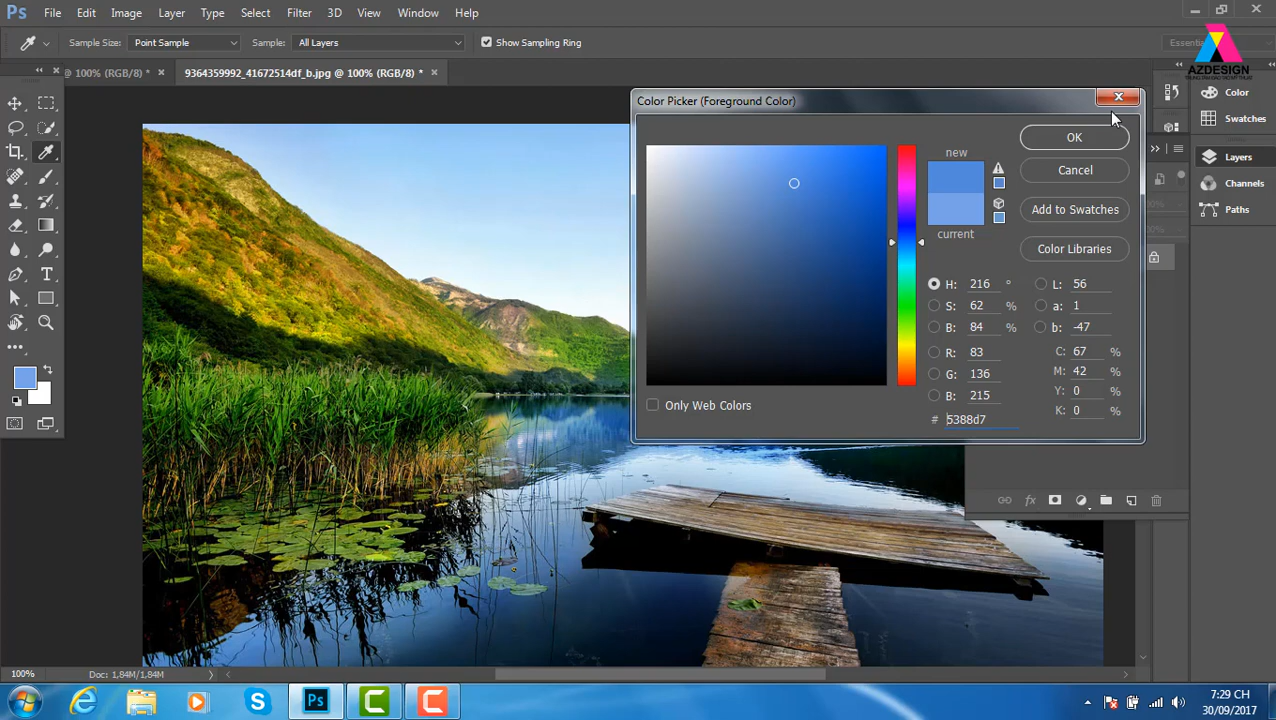 Ps File Edit Image Layer Type Select Filter 3D View Window Help
Sample Size: Point Sample Sample: All Layers Show Sampling Ring
@ 100% (RGB/8) * 9364359992_41672514df_b.jpg @ 100% (RGB/8) *
AZDESIGN
Color
Swatches
Layers
Channels
Paths
Color Picker (Foreground Color)
new
current
OK
Cancel
Add to Swatches
Color Libraries
H: 216 ° L: 56
S: 62 % a: 1
B: 84 % b: -47
R: 83 C: 67 %
G: 136 M: 42 %
B: 215 Y: 0 %
# 5388d7 K: 0 %
Only Web Colors
fx
100% Doc: 1,84M/1,84M
Ps
7:29 CH
30/09/2017